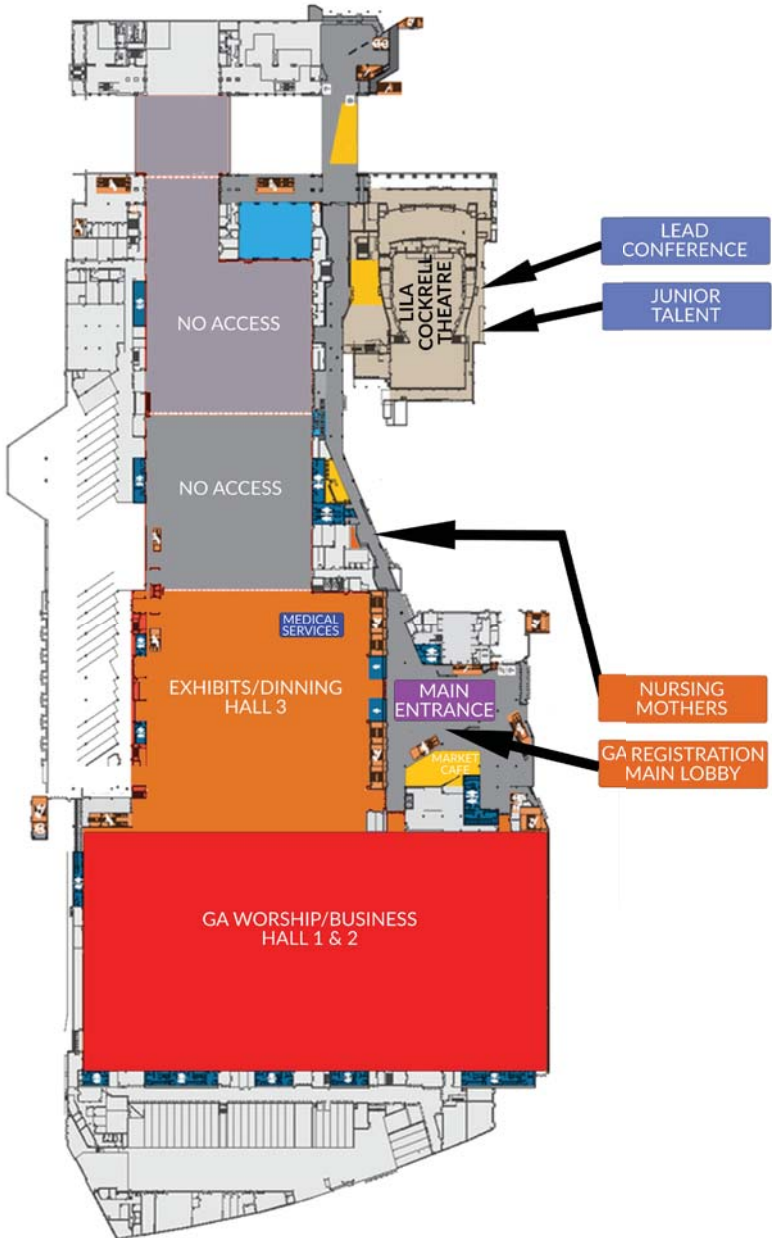 LEAD
CONFERENCE
LILA
COCKRELL
THEATRE
JUNIOR
TALENT
NO ACCESS
NO ACCESS
MEDICAL
SERVICES
EXHIBITS/DINNING
HALL 3
MAIN
ENTRANCE
NURSING
MOTHERS
GA REGISTRATION
MAIN LOBBY
MARKET
CAFE
GA WORSHIP/BUSINESS
HALL 1 & 2